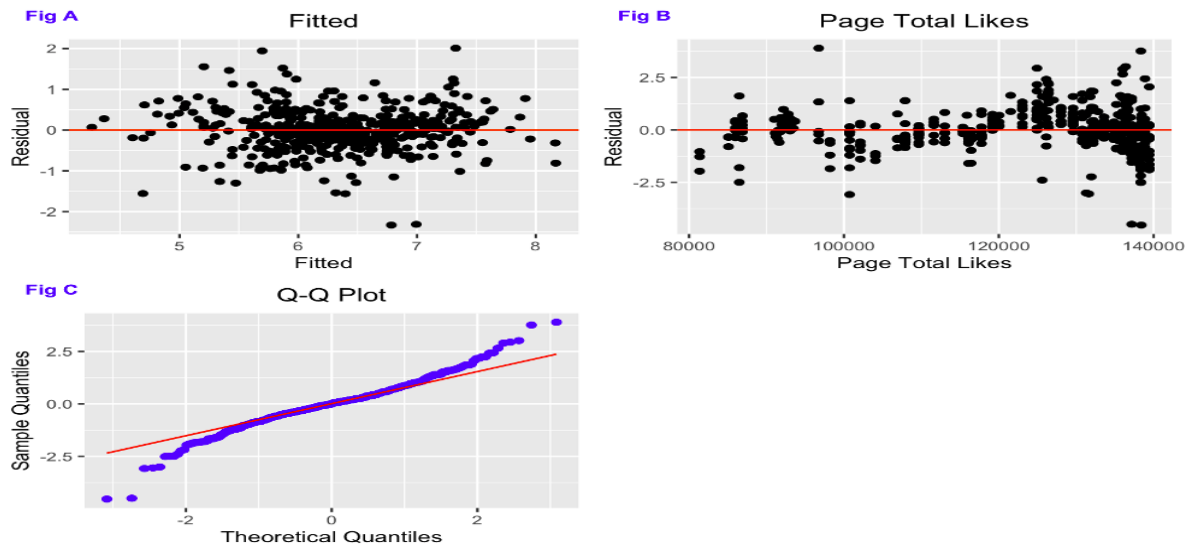 Fig A
Fitted
2
1
0
-1
-2
Residual
5
6
7
8
Fitted
Fig B
Page Total Likes
2.5
0.0
-2.5
Residual
80000
100000
120000
140000
Page Total Likes
Fig C
Q-Q Plot
2.5
0.0
-2.5
Sample Quantiles
-2
0
2
Theoretical Quantiles